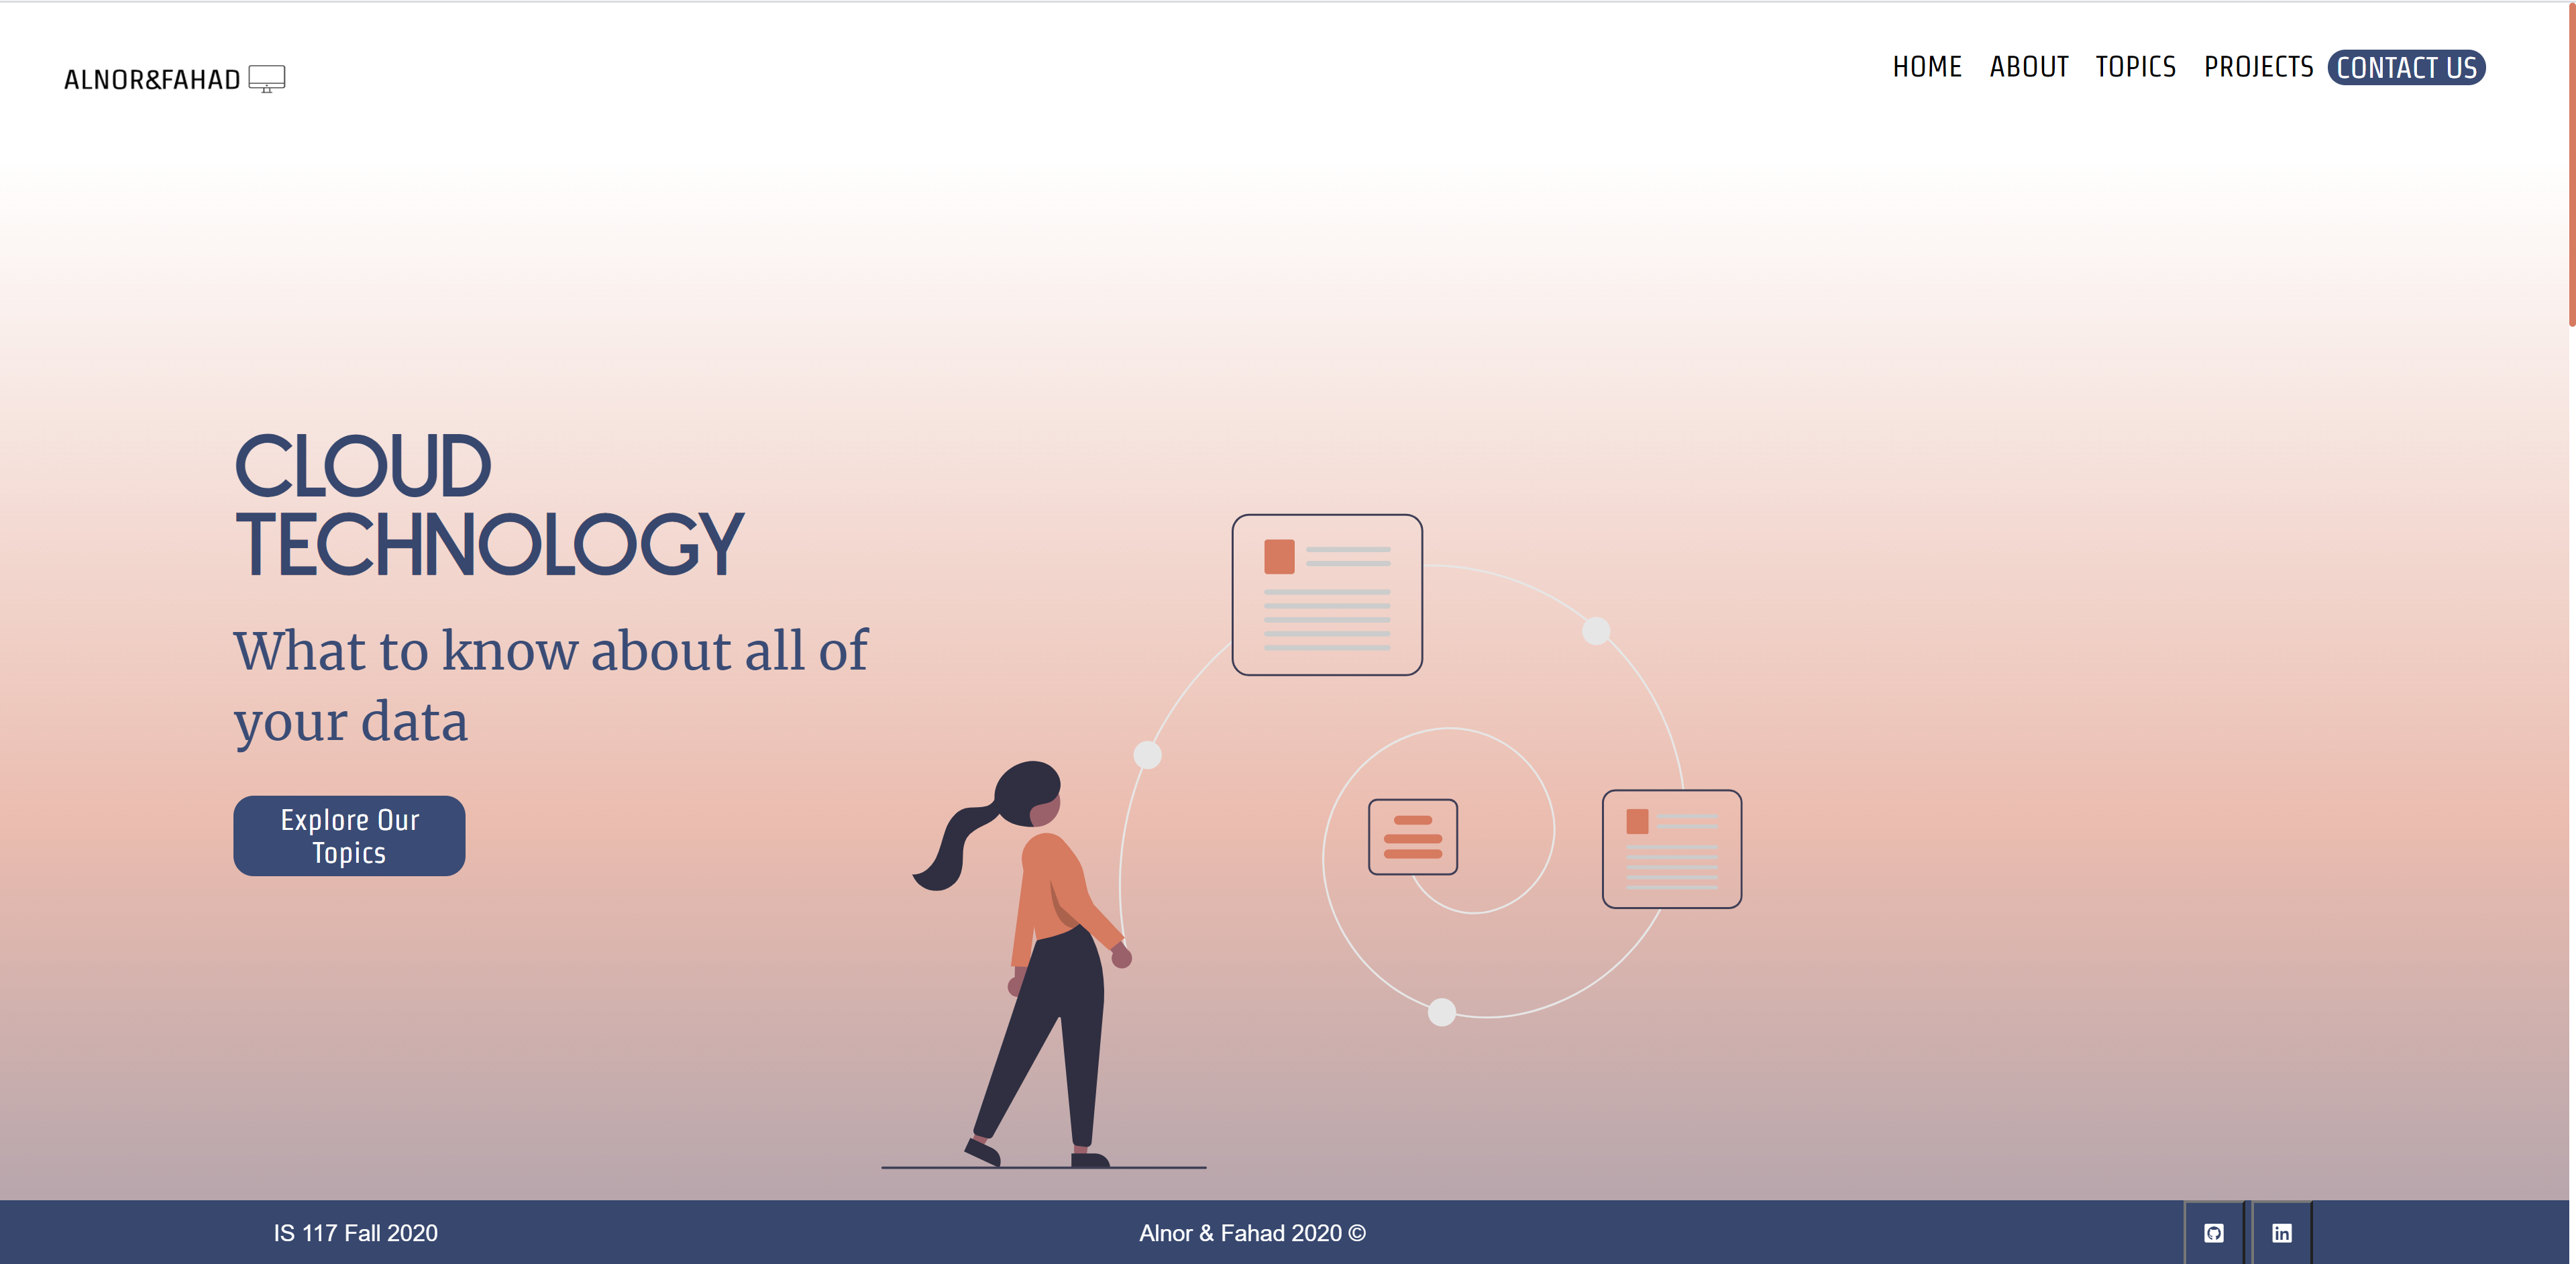 ALNOR&FAHAD
HOME ABOUT TOPICS PROJECTS CONTACT US
CLOUD
TECHNOLOGY
What to know about all of
your data
Explore Our
Topics
IS 117 Fall 2020
Alnor & Fahad 2020 ©
in